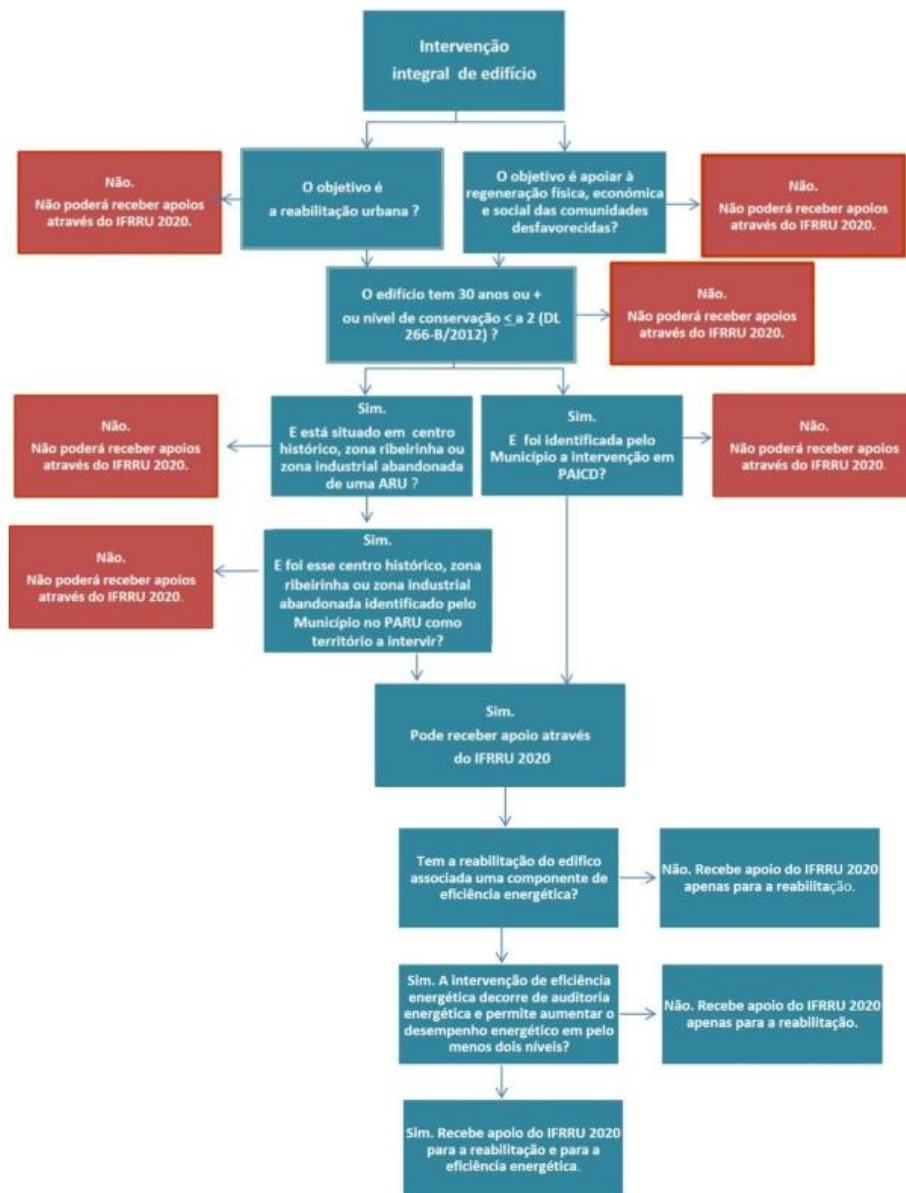 Intervenção
integral de edifício
Não.
Não poderá receber apoios
através do IFRRU 2020.
O objetivo é
a reabilitação urbana ?
O objetivo é apoiar à
regeneração física, económica
e social das comunidades
desfavorecidas?
Não.
Não poderá receber apoios
através do IFRRU 2020.
O edifício tem 30 anos ou +
ou nível de conservação < a 2 (DL
266-B/2012) ?
Não.
Não poderá receber apoios
através do IFRRU 2020.
Não.
Não poderá receber apoios
através do IFRRU 2020.
Sim.
E está situado em centro
histórico, zona ribeirinha ou
zona industrial abandonada
de uma ARU ?
Sim.
E foi identificada pelo
Município a intervenção em
PAICD?
Não.
Não poderá receber apoios
através do IFRRU 2020.
Não.
Não poderá receber apoios
através do IFRRU 2020.
Sim.
E foi esse centro histórico, zona
ribeirinha ou zona industrial
abandonada identificado pelo
Município no PARU como
território a intervir?
Sim.
Pode receber apoio através
do IFRRU 2020
Tem a reabilitação do edifico
associada uma componente de
eficiência energética?
Não. Recebe apoio do IFRRU 2020
apenas para a reabilitação.
Sim. A intervenção de eficiência
energética decorre de auditoria
energética e permite aumentar o
desempenho energético em pelo
menos dois níveis?
Não. Recebe apoio do IFRRU 2020
apenas para a reabilitação.
Sim. Recebe apoio do IFRRU 2020
para a reabilitação e para a
eficiência energética.